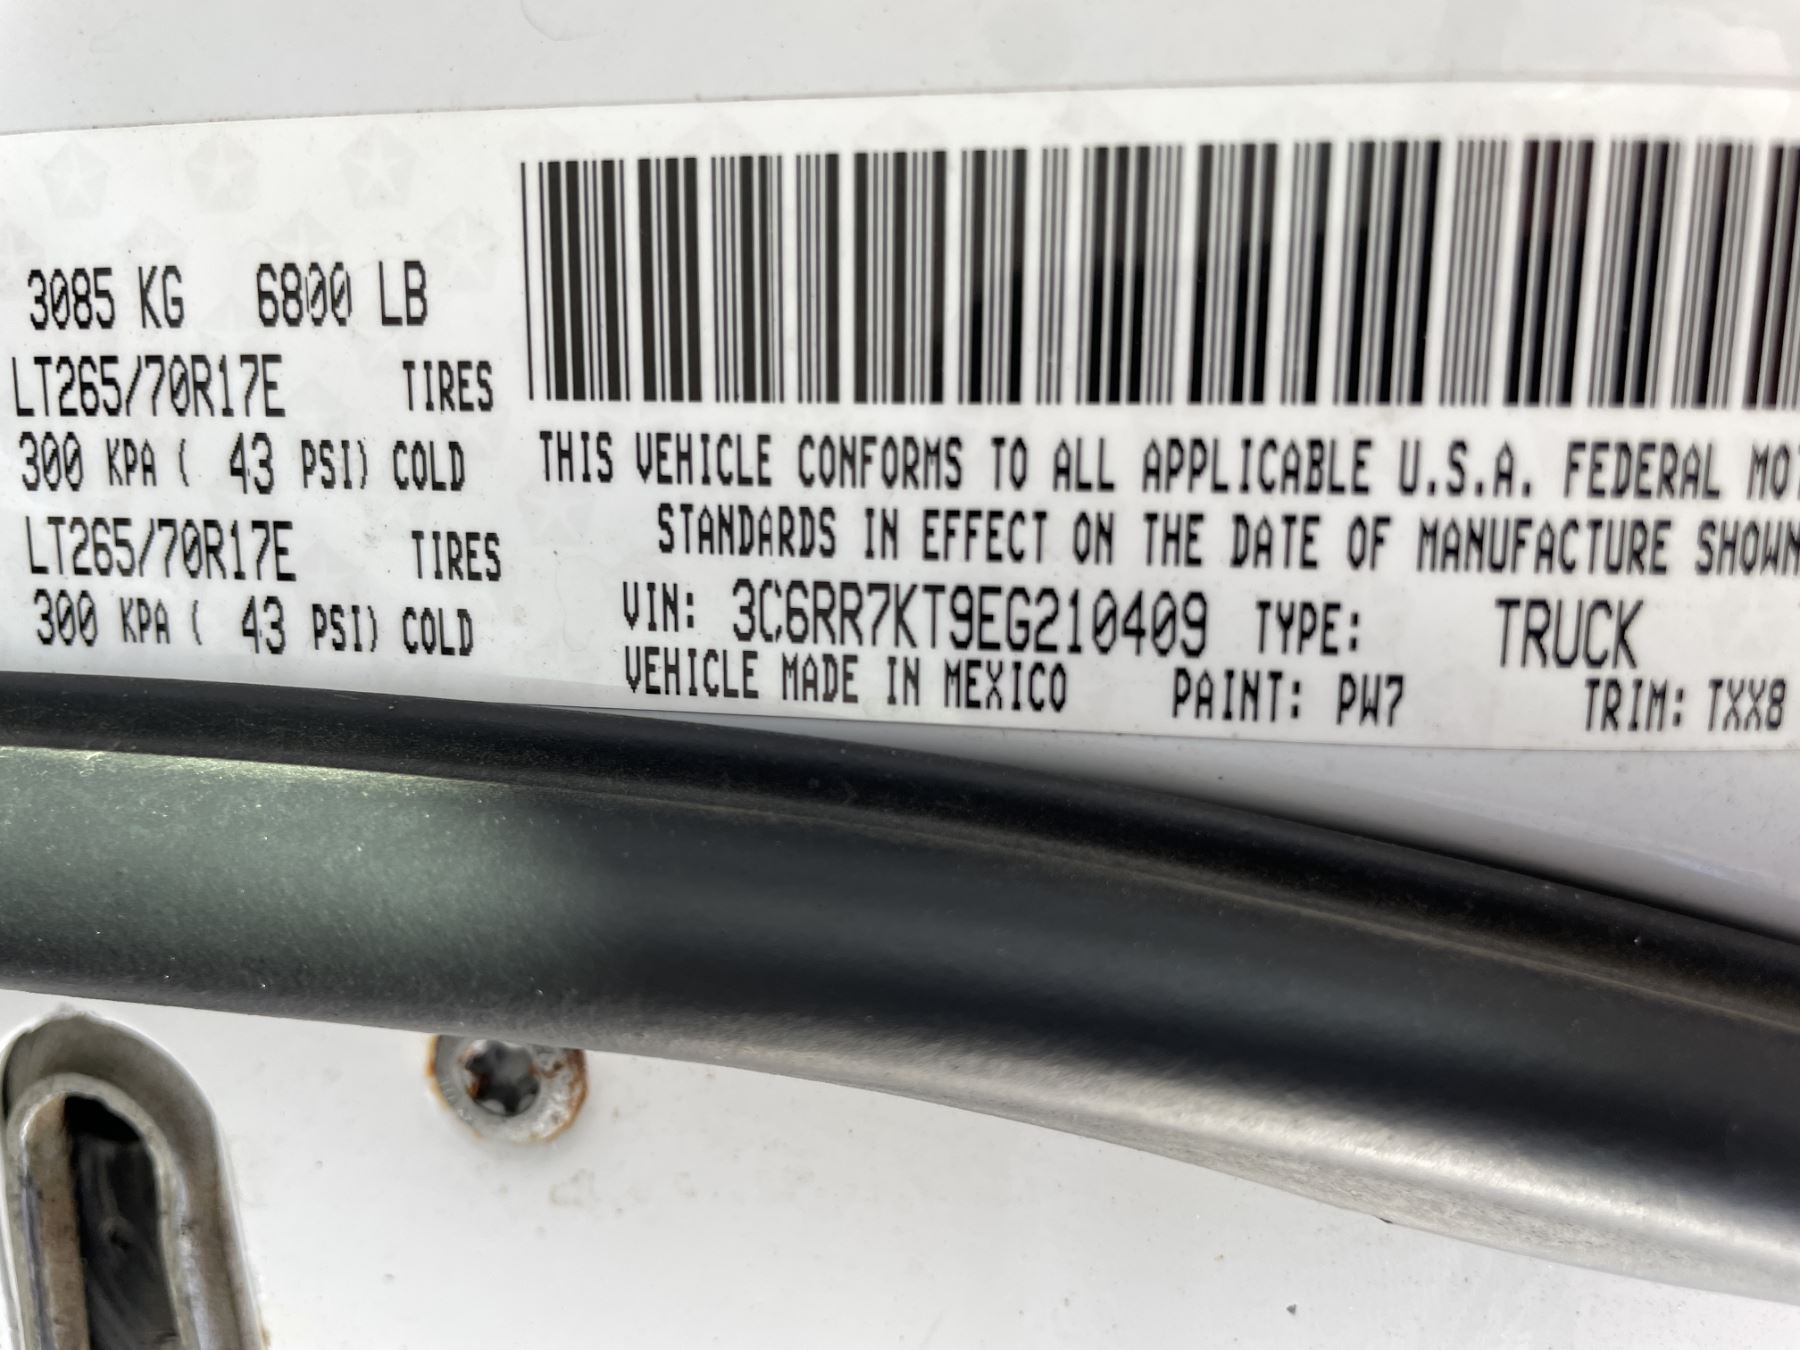 3085 KG 6800 LB
LT265/70R17E TIRES
300 KPA ( 43 PSI) COLD
LT265/70R17E TIRES
300 KPA ( 43 PSI) COLD
THIS VEHICLE CONFORMS TO ALL APPLICABLE U.S.A. FEDERAL
STANDARDS IN EFFECT ON THE DATE OF MANUFACTURE SHOWN
VIN: 3C6RR7KT9EG210409 TYPE: TRUCK
VEHICLE MADE IN MEXICO PAINT: PW7 TRIM: TXX8